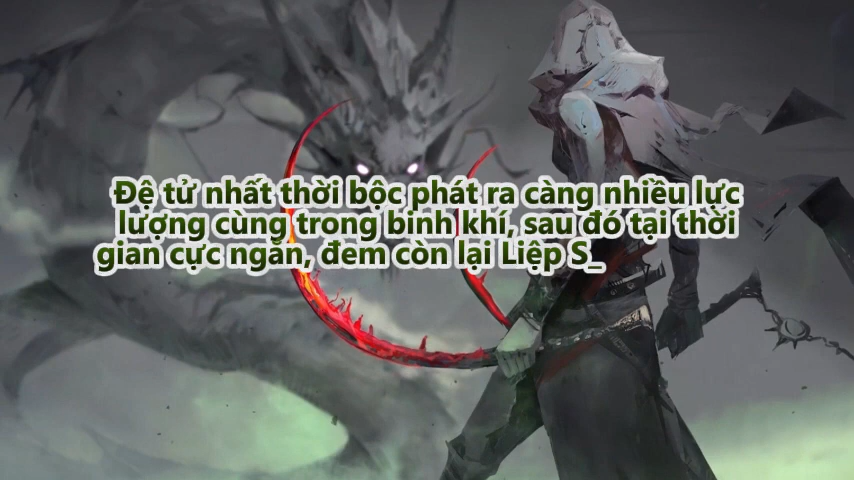 Đệ tử nhất thời bộc phát ra càng nhiều lực
lượng cùng trong binh khí, sau đó tại thời
gian cực ngắn, đem còn lại Liệp S_